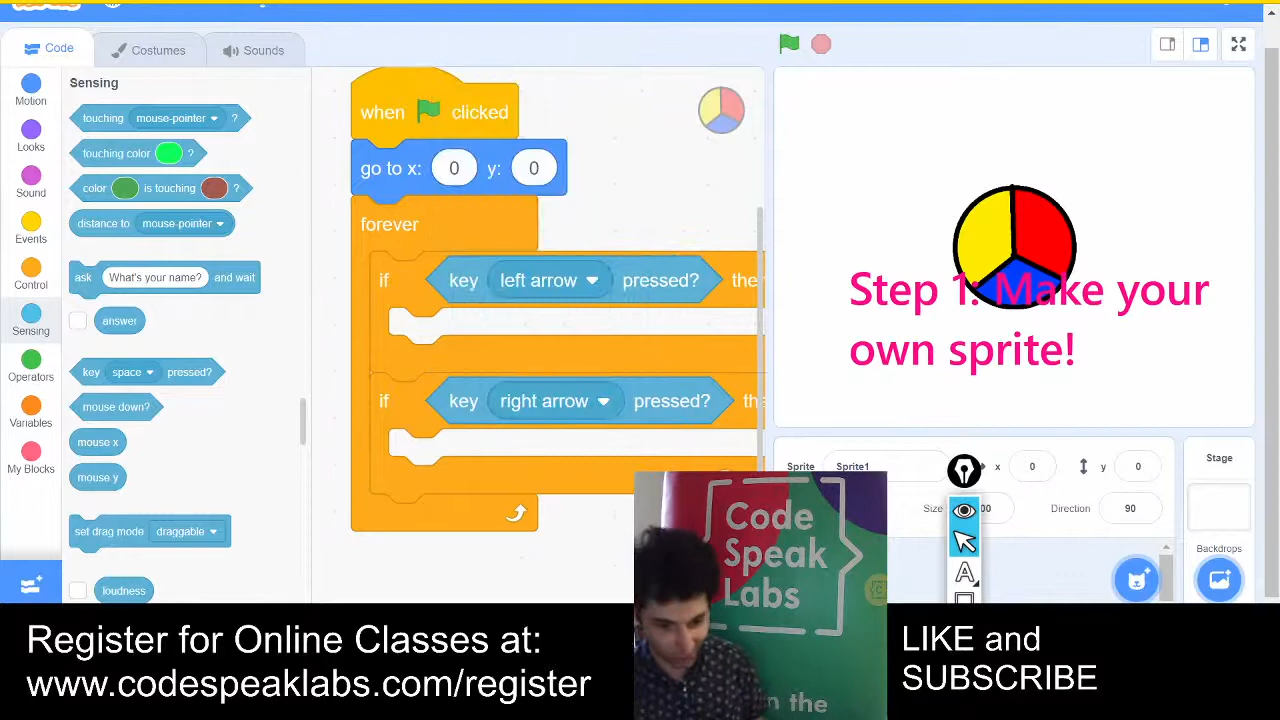 Code
Costumes
Sounds
Sensing
Motion
Looks
Sound
Events
Control
Sensing
Operators
Variables
My Blocks
touching mouse-pointer ?
touching color ?
color is touching ?
distance to mouse-pointer
ask What's your name? and wait
answer
key space pressed?
mouse down?
mouse x
mouse y
set drag mode draggable
loudness
when clicked
go to x: 0 y: 0
forever
if key left arrow pressed?
if key right arrow pressed?
Step 1: Make your
own sprite!
Sprite Sprite1 x 0 y 0
Size Direction 90
Stage
Backdrops
A
Code
Speak
Labs
Register for Online Classes at:
www.codespeaklabs.com/register
LIKE and
SUBSCRIBE